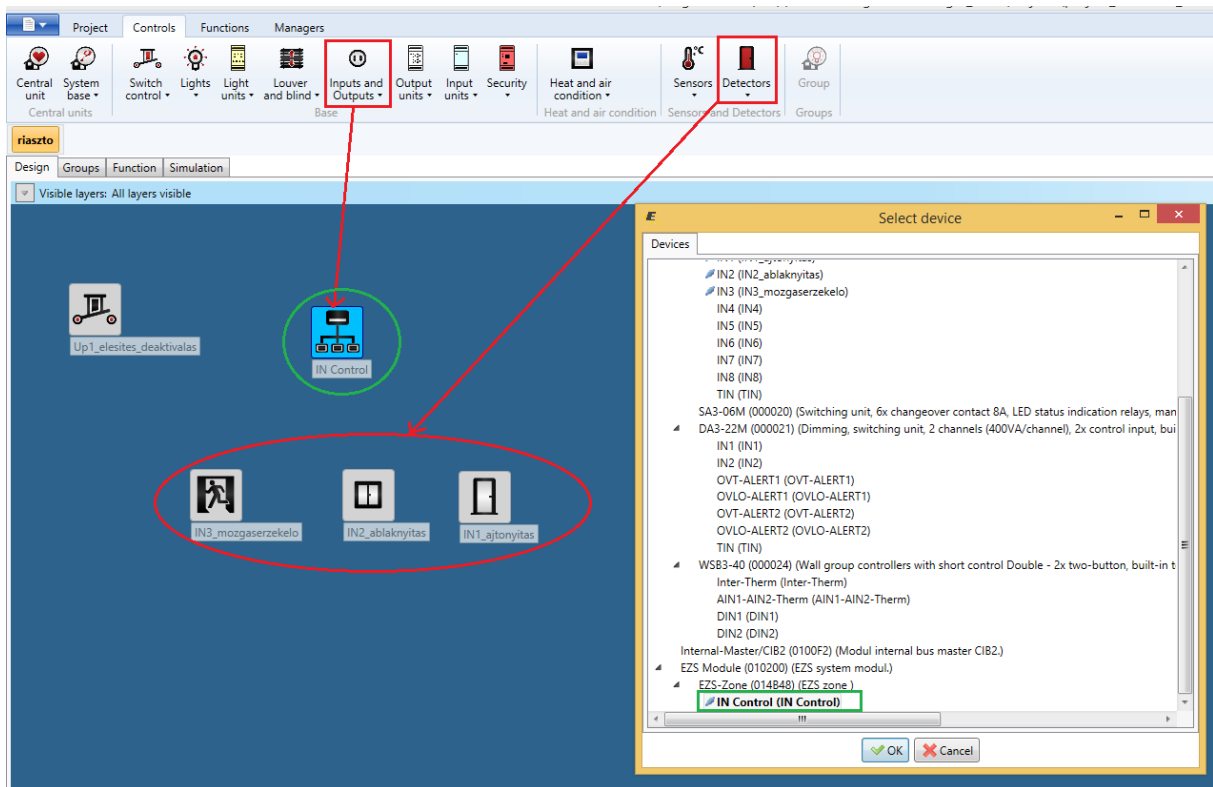 Project Controls Functions Managers
Central unit
System base
Switch control
Lights
Light units
Louver and blind
Inputs and Outputs
Output units
Input units
Security
Heat and air condition
Sensors
°C
Detectors
Group
Central units
Base
Heat and air condition
Sensors and Detectors
Groups
riaszto
Design Groups Function Simulation
Visible layers: All layers visible
Up1_elesites_deaktivalas
IN Control
IN3_mozgaserzekelo
IN2_ablaknyitas
IN1_ajtonyitas
Select device
Devices
IN2 (IN2_ablaknyitas)
IN3 (IN3_mozgaserzekelo)
IN4 (IN4)
IN5 (IN5)
IN6 (IN6)
IN7 (IN7)
IN8 (IN8)
TIN (TIN)
SA3-06M (000020) (Switching unit, 6x changeover contact 8A, LED status indication relays, man
DA3-22M (000021) (Dimming, switching unit, 2 channels (400VA/channel), 2x control input, bui
IN1 (IN1)
IN2 (IN2)
OVT-ALERT1 (OVT-ALERT1)
OVLO-ALERT1 (OVLO-ALERT1)
OVT-ALERT2 (OVT-ALERT2)
OVLO-ALERT2 (OVLO-ALERT2)
TIN (TIN)
WSB3-40 (000024) (Wall group controllers with short control Double - 2x two-button, built-in t
Inter-Therm (Inter-Therm)
AIN1-AIN2-Therm (AIN1-AIN2-Therm)
DIN1 (DIN1)
DIN2 (DIN2)
Internal-Master/CIB2 (0100F2) (Modul internal bus master CIB2.)
EZS Module (010200) (EZS system modul.)
EZS-Zone (014B48) (EZS zone )
IN Control (IN Control)
OK Cancel